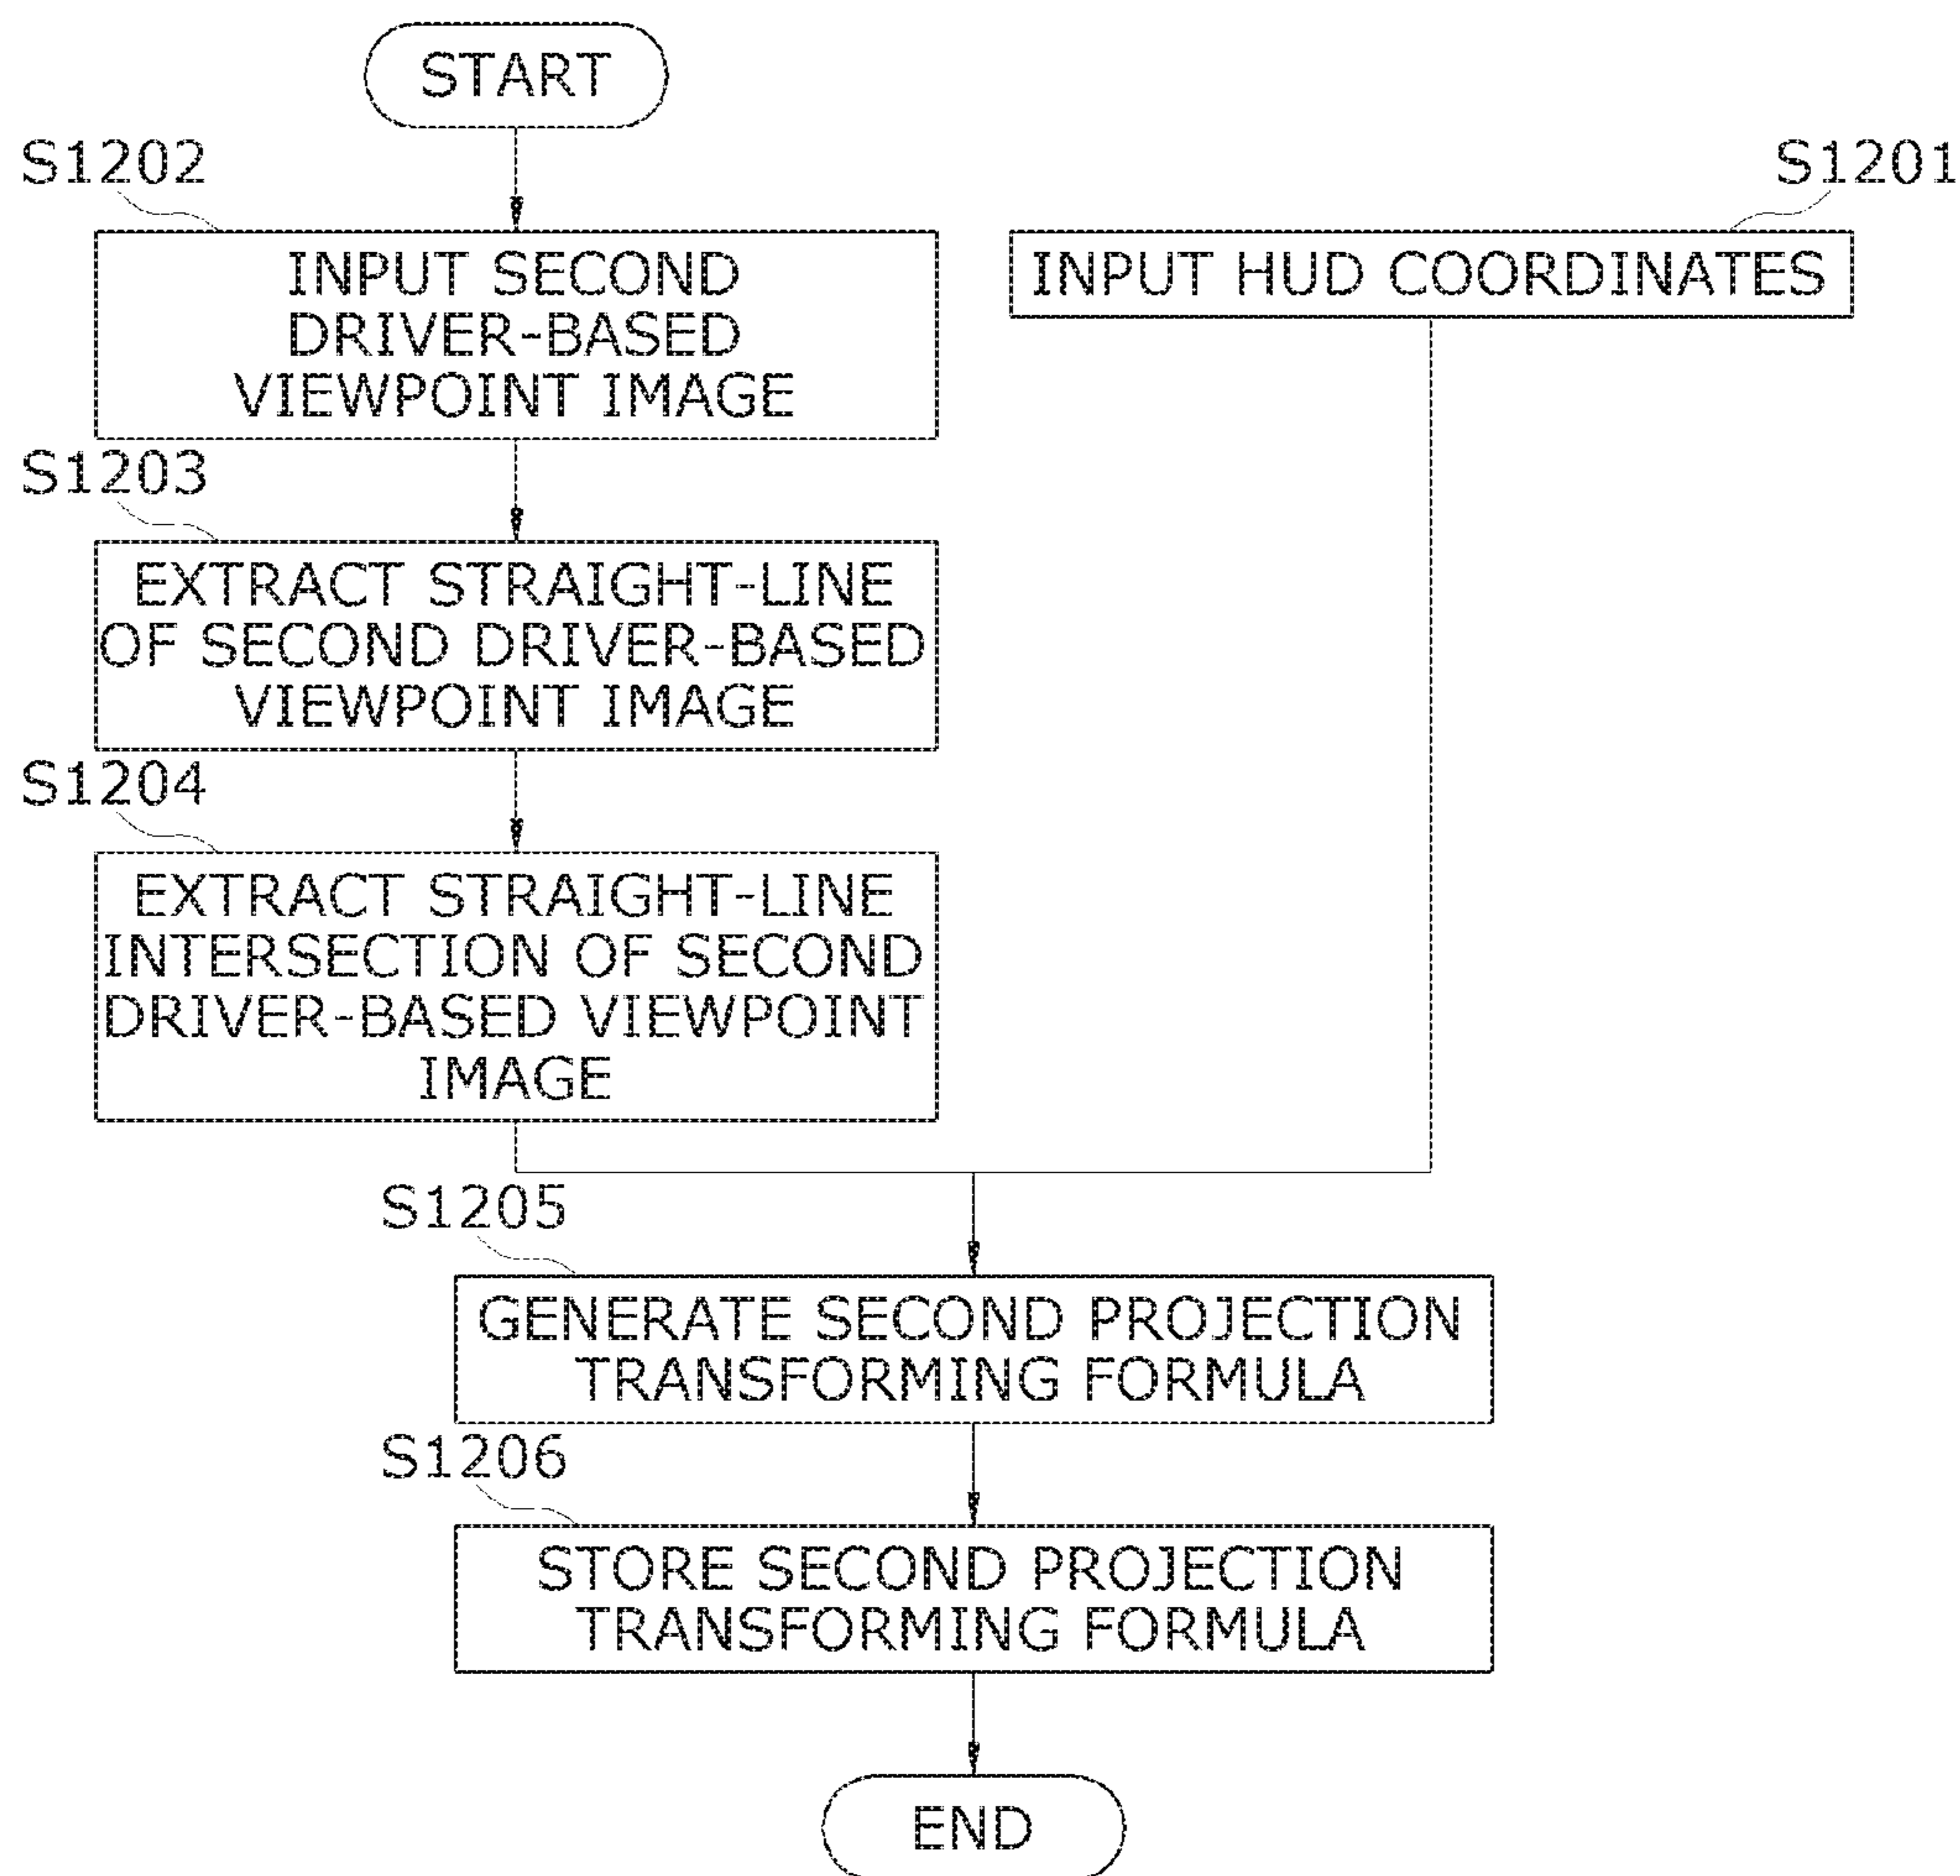 START
S1202
S1201
INPUT SECOND
DRIVER-BASED
VIEWPOINT IMAGE
INPUT HUD COORDINATES
S1203
EXTRACT STRAIGHT-LINE
OF SECOND DRIVER-BASED
VIEWPOINT IMAGE
S1204
EXTRACT STRAIGHT-LINE
INTERSECTION OF SECOND
DRIVER-BASED VIEWPOINT
IMAGE
S1205
GENERATE SECOND PROJECTION
TRANSFORMING FORMULA
S1206
STORE SECOND PROJECTION
TRANSFORMING FORMULA
END